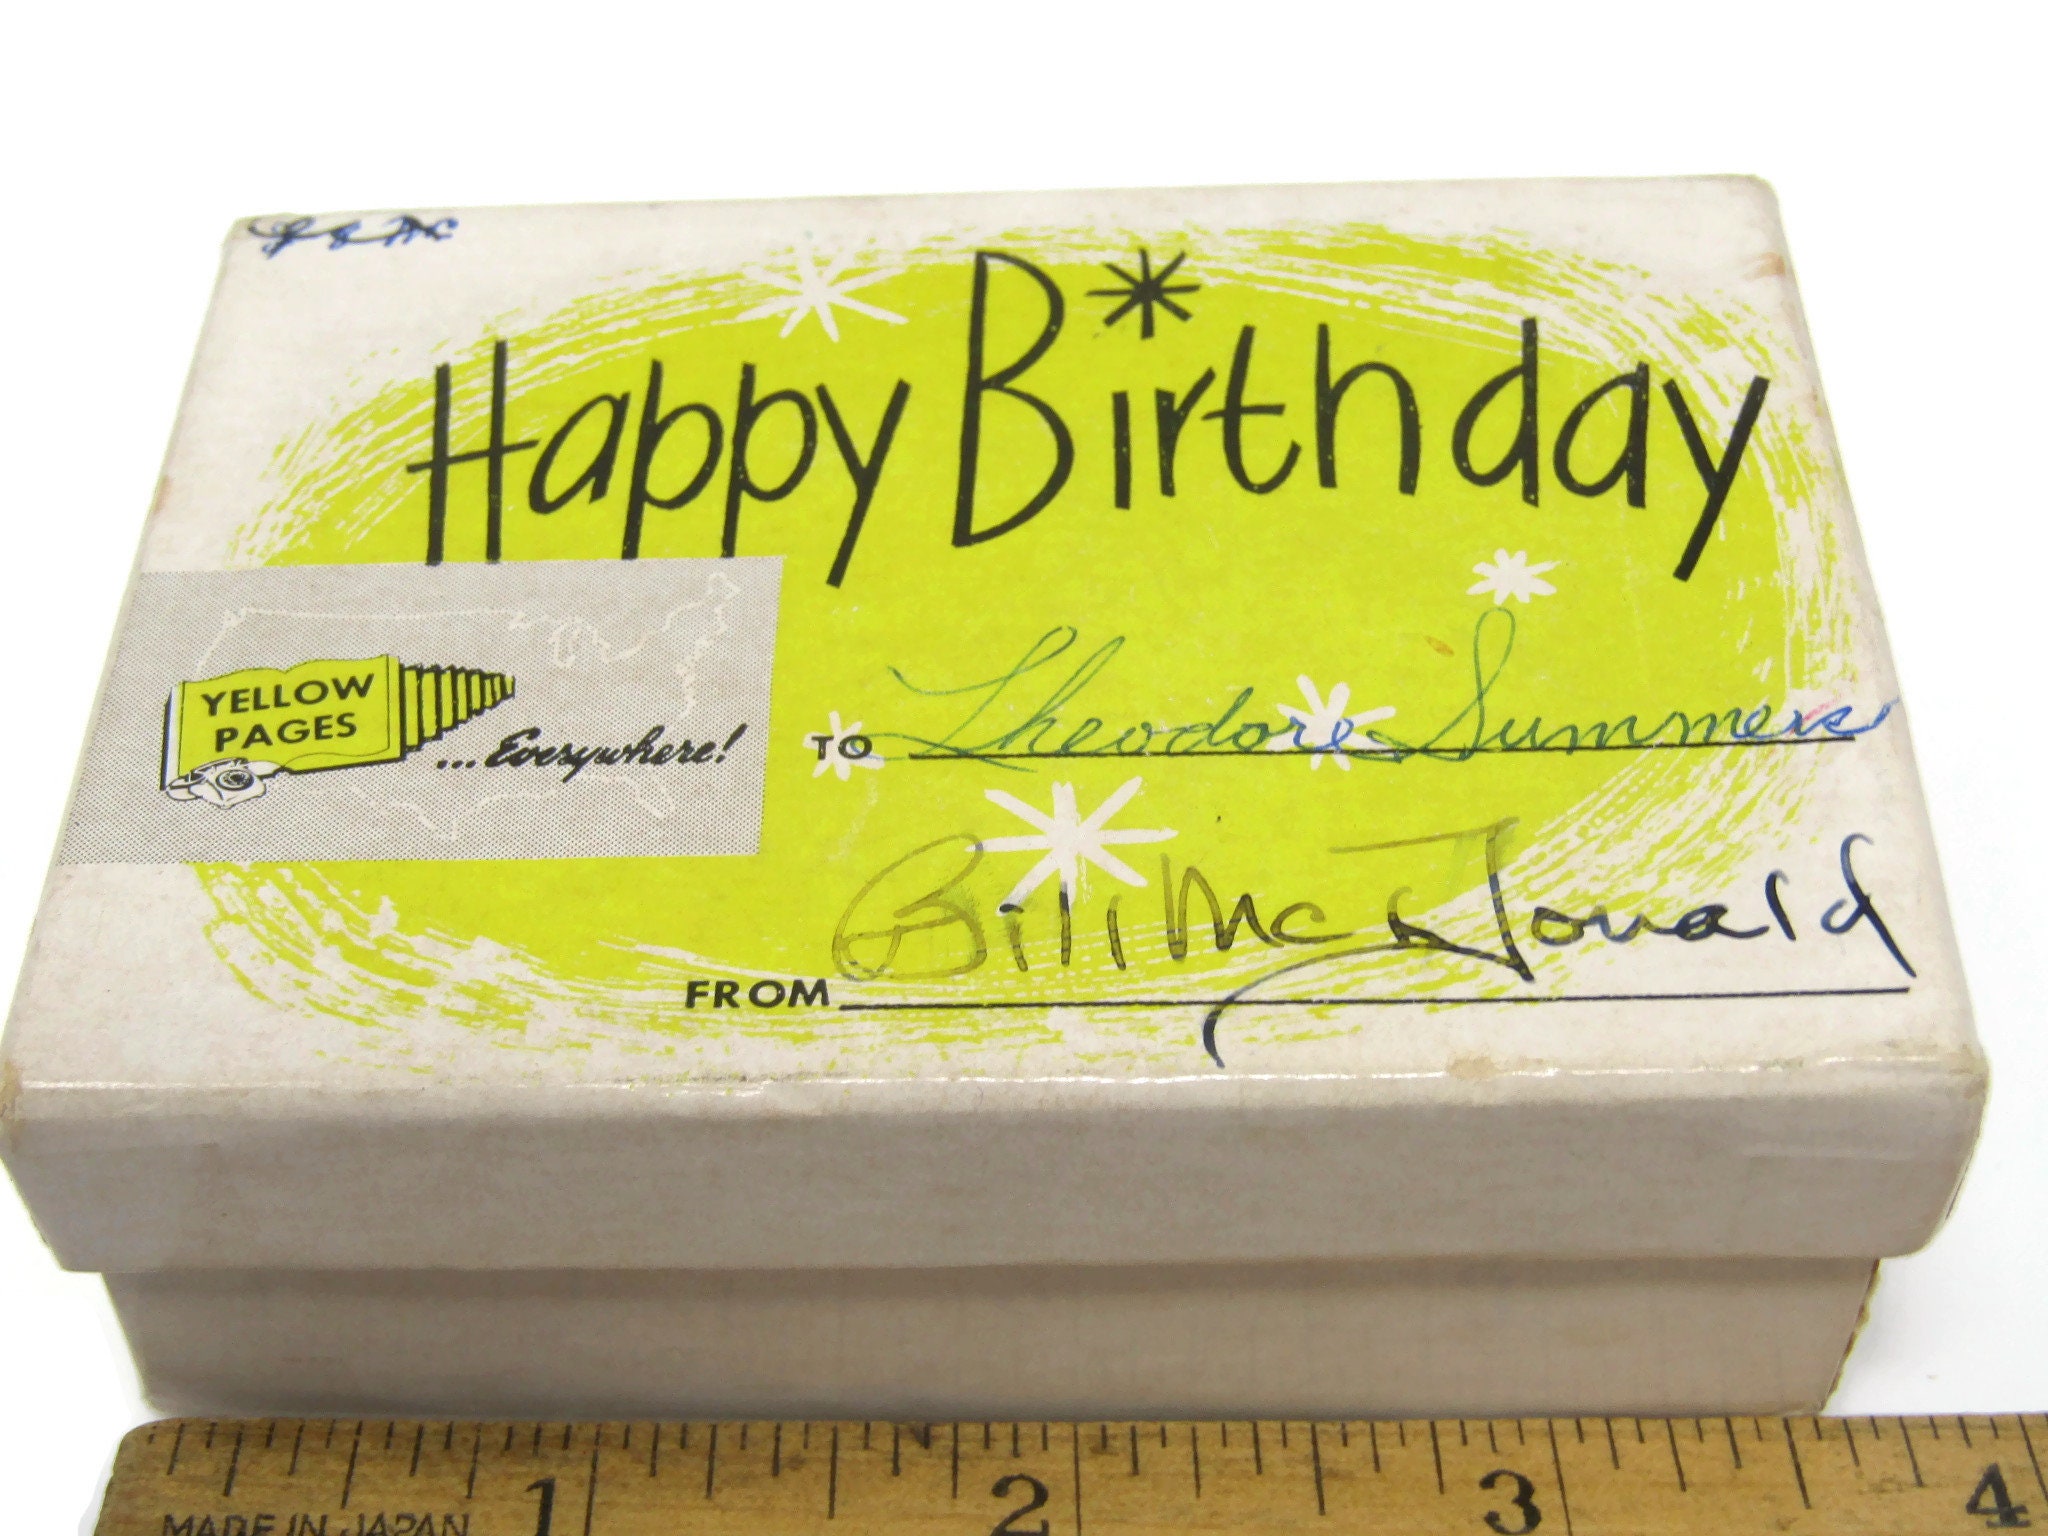 Happy Birthday
YELLOW
PAGES
...Everywhere!
TO Theodore Summers
FROM Bill McDonald
1 2 3 4
MADE IN JAPAN